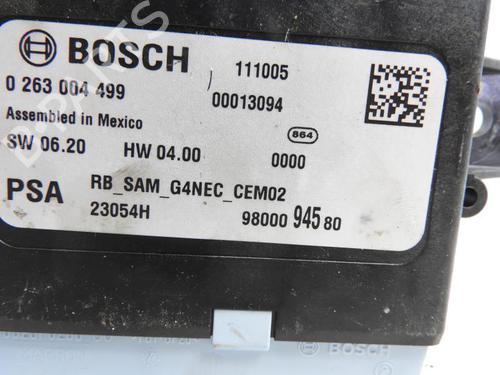 BOSCH 111005
0 263 004 499 00013094
Assembled in Mexico 864
SW 06.20 HW 04.00 0000
PSA RB_SAM_G4NEC_CEM02
23054H 98000 945 80